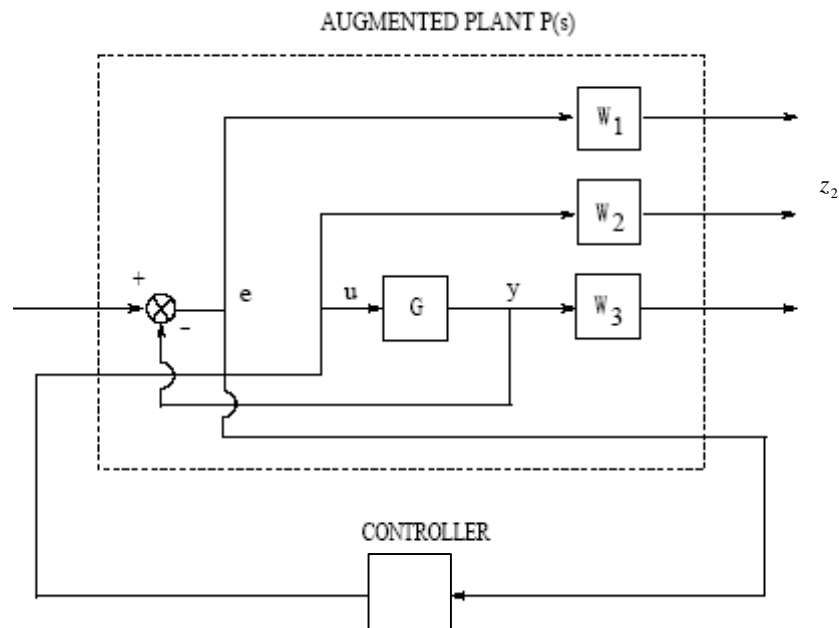 AUGMENTED PLANT P(s)
W1
z2
W2
+
e
u
G
y
W3
-
CONTROLLER